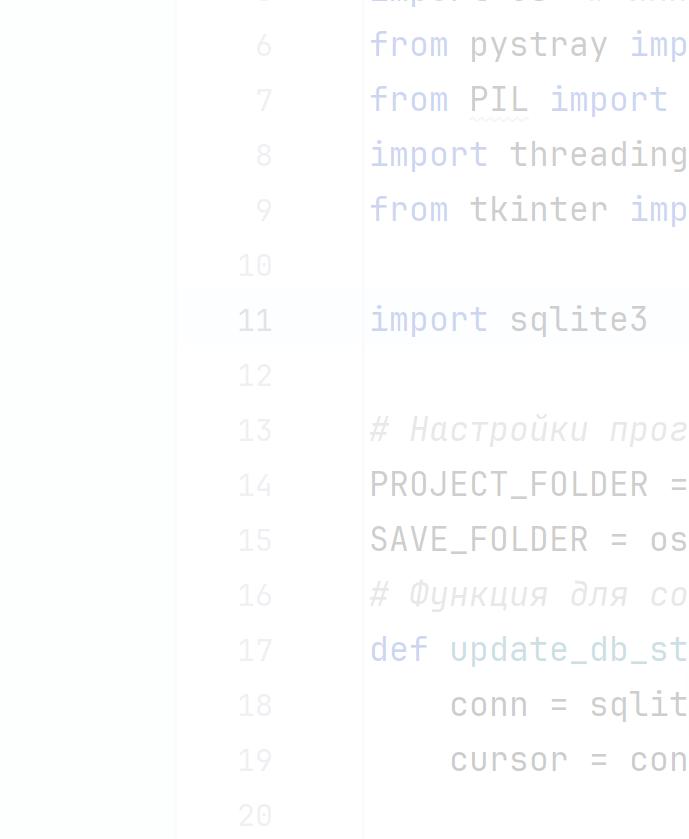 6 from pystray imp
7 from PIL import
8 import threading
9 from tkinter imp
10
11 import sqlite3
12
13 # Настройки прог
14 PROJECT_FOLDER =
15 SAVE_FOLDER = os
16 # Функция для со
17 def update_db_st
18 conn = sqlit
19 cursor = con
20